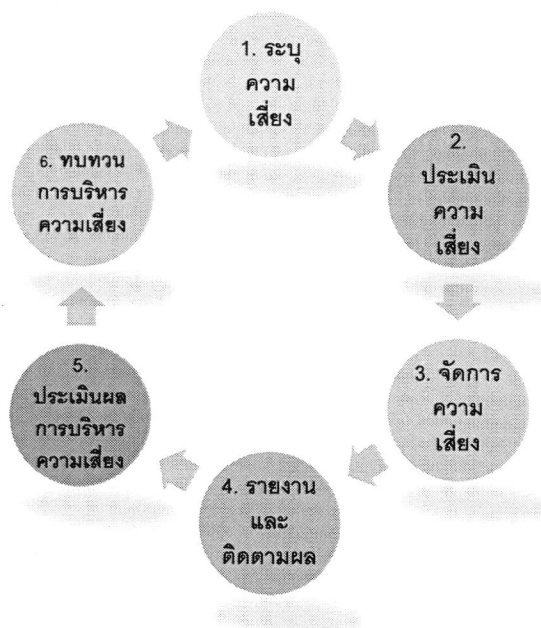 1. ระบุ
ความ
เสี่ยง
2.
ประเมิน
ความ
เสี่ยง
3. จัดการ
ความ
เสี่ยง
4. รายงาน
และ
ติดตามผล
5.
ประเมินผล
การบริหาร
ความเสี่ยง
6. ทบทวน
การบริหาร
ความเสี่ยง